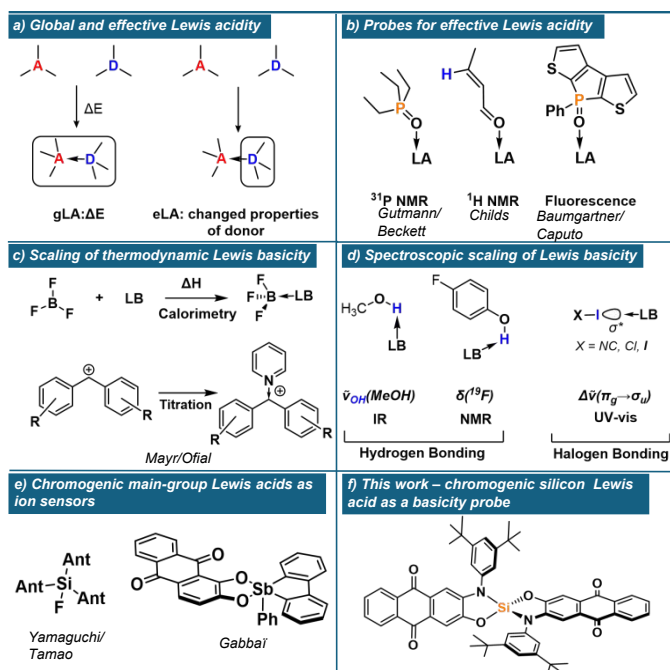 a) Global and effective Lewis acidity
A D A D
ΔE
A D A D
gLA:ΔE
eLA: changed properties
of donor
b) Probes for effective Lewis acidity
H
P
O
LA
O
LA
S
P
S
Ph
O
LA
³¹P NMR
Gutmann/
Beckett
¹H NMR
Childs
Fluorescence
Baumgartner/
Caputo
c) Scaling of thermodynamic Lewis basicity
F
B
F
F
+ LB
ΔH
Calorimetry
F
F
B
F
LB
⊕
R
R
Titration
N
⊕
R
R
Mayr/Ofial
d) Spectroscopic scaling of Lewis basicity
H₃C
O
H
LB
F
O
H
LB
X–I
LB
σ*
X = NC, Cl, I
ṽOH(MeOH)
IR
δ(¹⁹F)
NMR
Δṽ(πg→σu)
UV-vis
Hydrogen Bonding
Halogen Bonding
e) Chromogenic main-group Lewis acids as
ion sensors
Ant
Ant
Si
Ant
F
Yamaguchi/
Tamao
O
O
O
O
Sb
Ph
Gabbaï
f) This work – chromogenic silicon Lewis
acid as a basicity probe
O
O
N
O
Si
O
N
O
O